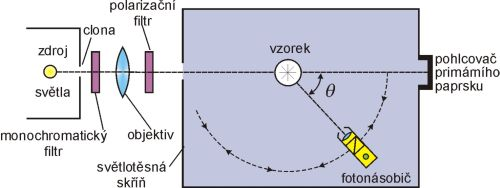 zdroj
světla
clona
polarizační
filtr
monochromatický
filtr
objektiv
světlotěsná
skříň
vzorek
θ
fotonásobič
pohlcovač
primárního
paprsku